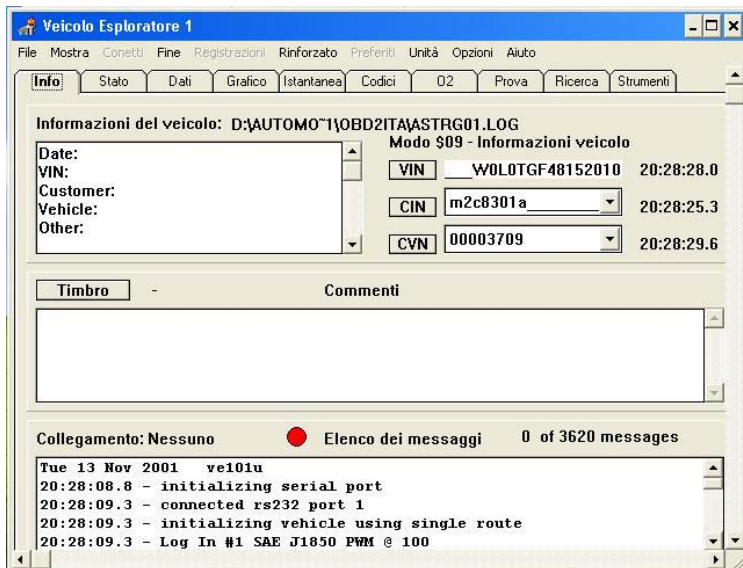 Veicolo Esploratore 1
File Mostra Conetti Fine Registrazioni Rinforzato Preferiti Unità Opzioni Aiuto
Info Stato Dati Grafico Istantanea Codici O2 Prova Ricerca Strumenti
Informazioni del veicolo: D:\AUTOMO~1\OBD2ITA\ASTRG01.LOG
Modo $09 - Informazioni veicolo
Date:
VIN:
Customer:
Vehicle:
Other:
VIN ___W0L0TGF48152010 20:28:28.0
CIN m2c8301a________ 20:28:25.3
CVN 00003709 20:28:29.6
Timbro - Commenti
Collegamento: Nessuno Elenco dei messaggi 0 of 3620 messages
Tue 13 Nov 2001 ve101u
20:28:08.8 - initializing serial port
20:28:09.3 - connected rs232 port 1
20:28:09.3 - initializing vehicle using single route
20:28:09.3 - Log In #1 SAE J1850 PWM @ 100